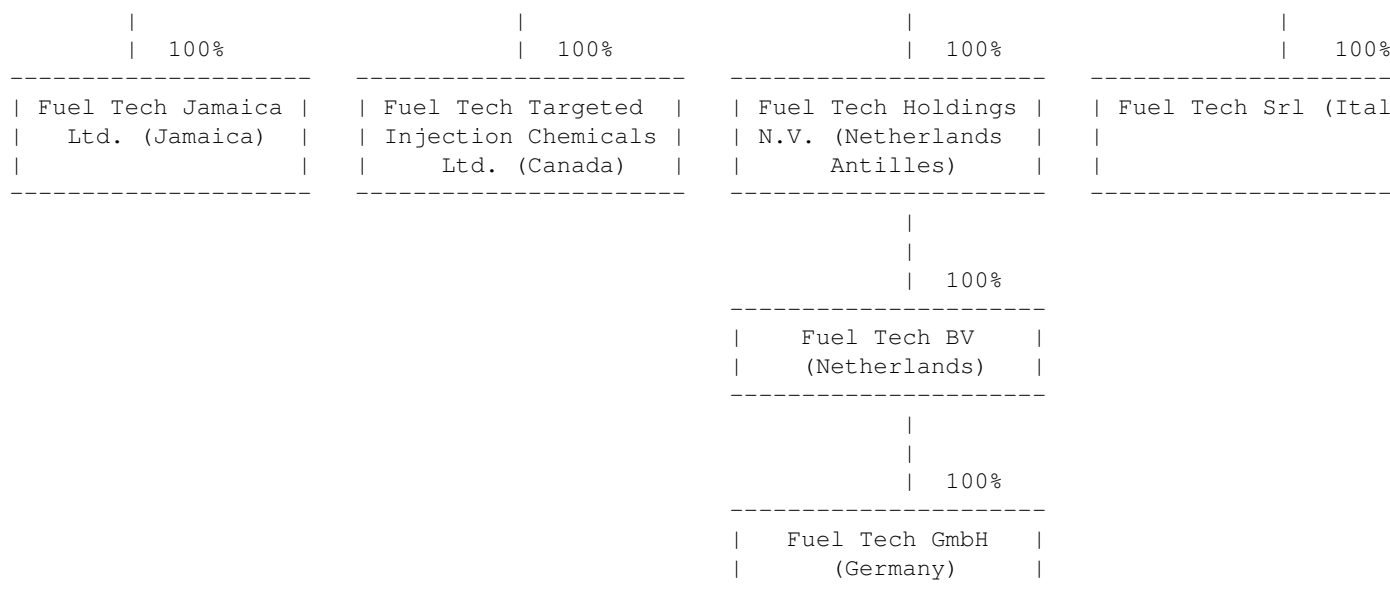 | | | |
| 100% | 100% | 100% | 100%
--------------------- ----------------------- ---------------------- ---------------------
| Fuel Tech Jamaica | | Fuel Tech Targeted | | Fuel Tech Holdings | | Fuel Tech Srl (Ital
| Ltd. (Jamaica) | | Injection Chemicals | | N.V. (Netherlands | |
| | | Ltd. (Canada) | | Antilles) | |
--------------------- ----------------------- ---------------------- ---------------------
|
|
| 100%
----------------------
| Fuel Tech BV |
| (Netherlands) |
----------------------
|
|
| 100%
----------------------
| Fuel Tech GmbH |
| (Germany) |